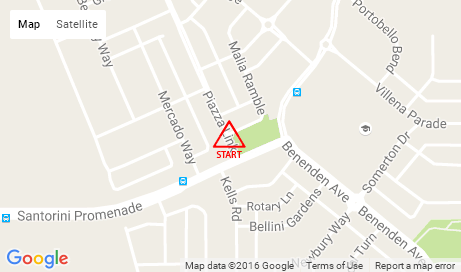 Map
Satellite
Way
Mercado Way
Piazza Link
Malia Ramble
Portobello Bend
Villena Parade
START
Benenden Ave
Somerton Dr
Kells Rd
Rotary Ln
Bellini Gardens
Santorini Promenade
Benenden Ave
Turn
Google
Map data ©2016 Google
Terms of Use
Report a map error